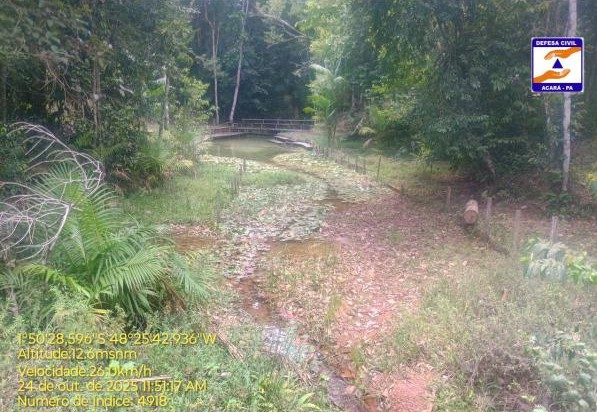 DEFESA CIVIL
ACARÁ - PA
1°50'28,596"S 48°25'42,936"W
Altitude:12.6msnm
Velocidade:26.0km/h
24 de out. de 2025 11:51:17 AM
Número de índice: 4918